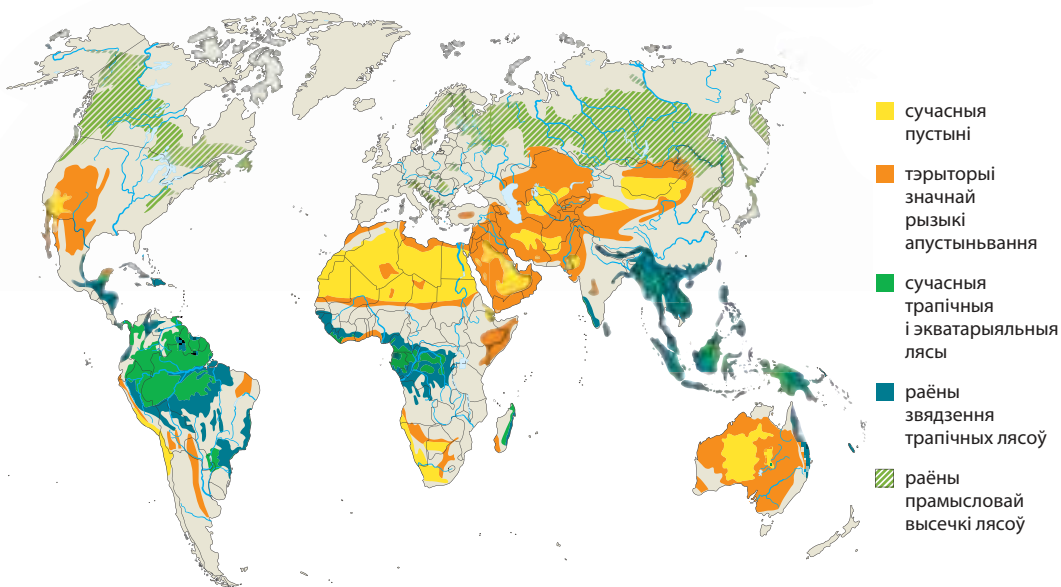 сучасныя
пустыні
тэрыторыі
значнай
рызыкі
апустыньвання
сучасныя
трапічныя
і экватарыяльныя
лясы
раёны
звядзення
трапічных лясоў
раёны
прамысловай
высечкі лясоў